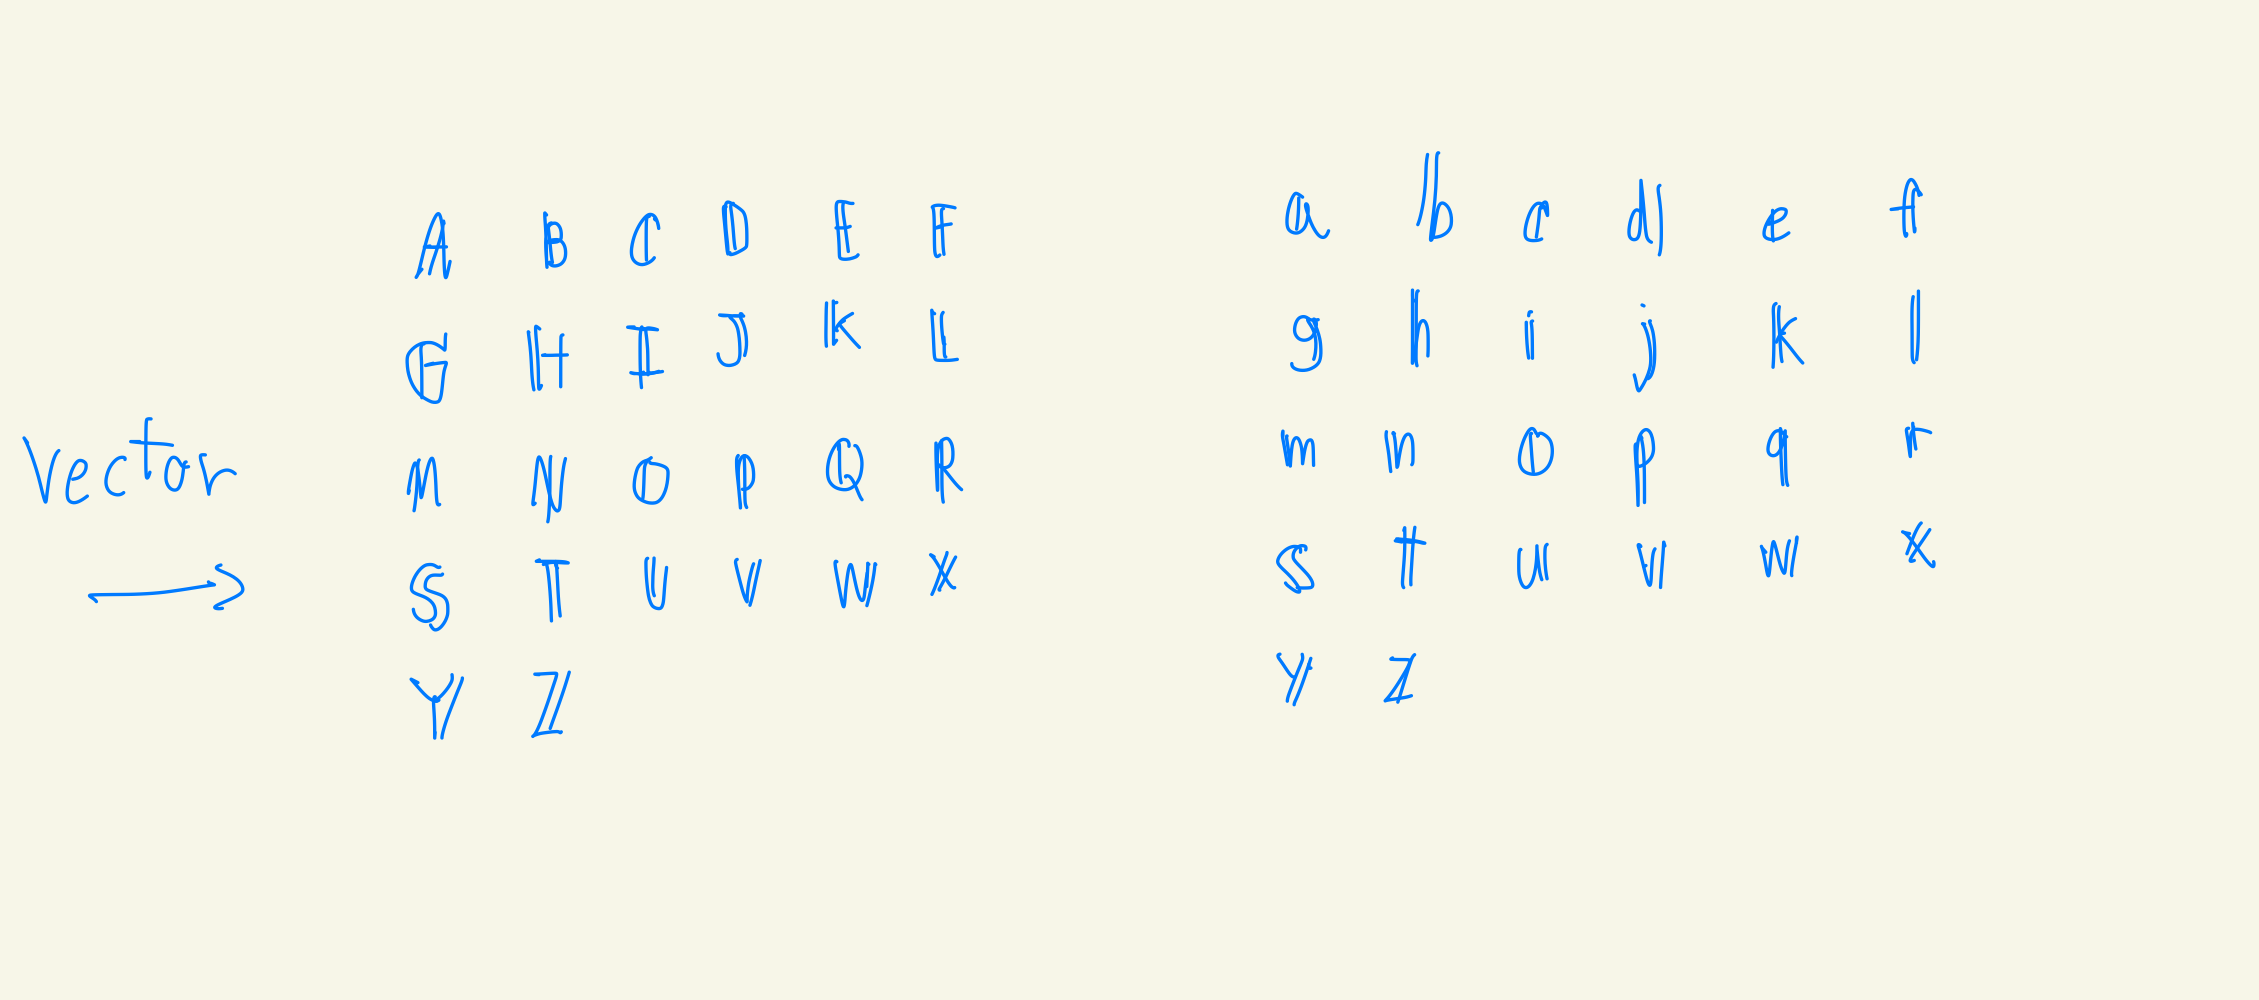 𝔸 𝔹 ℂ 𝔻 𝔼 𝔽 𝕒 𝕓 𝕔 𝕕 𝕖 𝕗
𝔾 ℍ 𝕀 𝕁 𝕂 𝕃 𝕘 𝕙 𝕚 𝕛 𝕜 𝕝
vector 𝕄 ℕ 𝕆 ℙ ℚ ℝ 𝕞 𝕟 𝕠 𝕡 𝕢 𝕣
→ 𝕊 𝕋 𝕌 𝕍 𝕎 𝕏 𝕤 𝕥 𝕦 𝕧 𝕨 𝕩
𝕐 ℤ 𝕪 𝕫